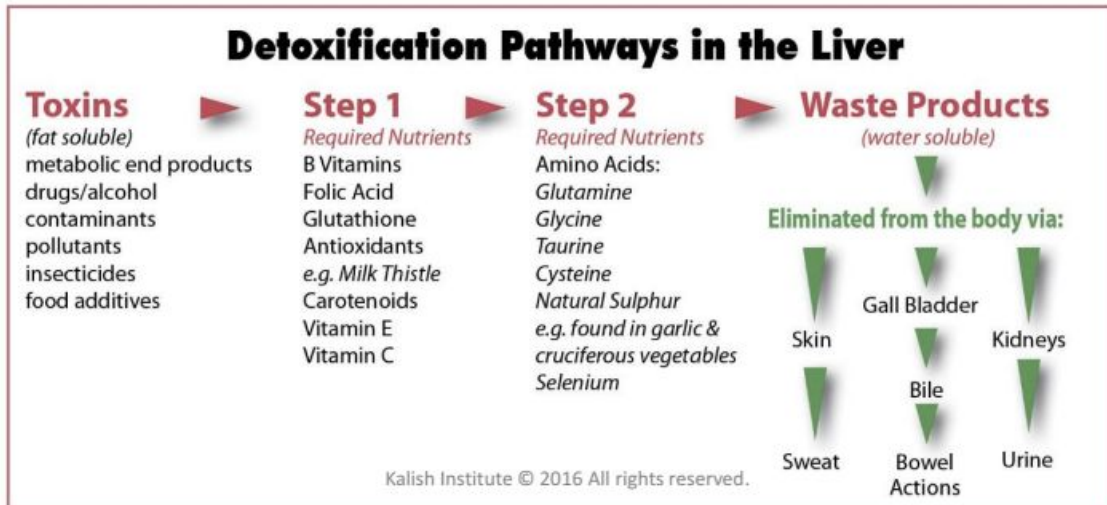 Detoxification Pathways in the Liver
Toxins
(fat soluble)
metabolic end products
drugs/alcohol
contaminants
pollutants
insecticides
food additives
Step 1
Required Nutrients
B Vitamins
Folic Acid
Glutathione
Antioxidants
e.g. Milk Thistle
Carotenoids
Vitamin E
Vitamin C
Step 2
Required Nutrients
Amino Acids:
Glutamine
Glycine
Taurine
Cysteine
Natural Sulphur
e.g. found in garlic &
cruciferous vegetables
Selenium
Waste Products
(water soluble)
Eliminated from the body via:
Skin
Sweat
Gall Bladder
Bile
Bowel
Actions
Kidneys
Urine
Kalish Institute © 2016 All rights reserved.